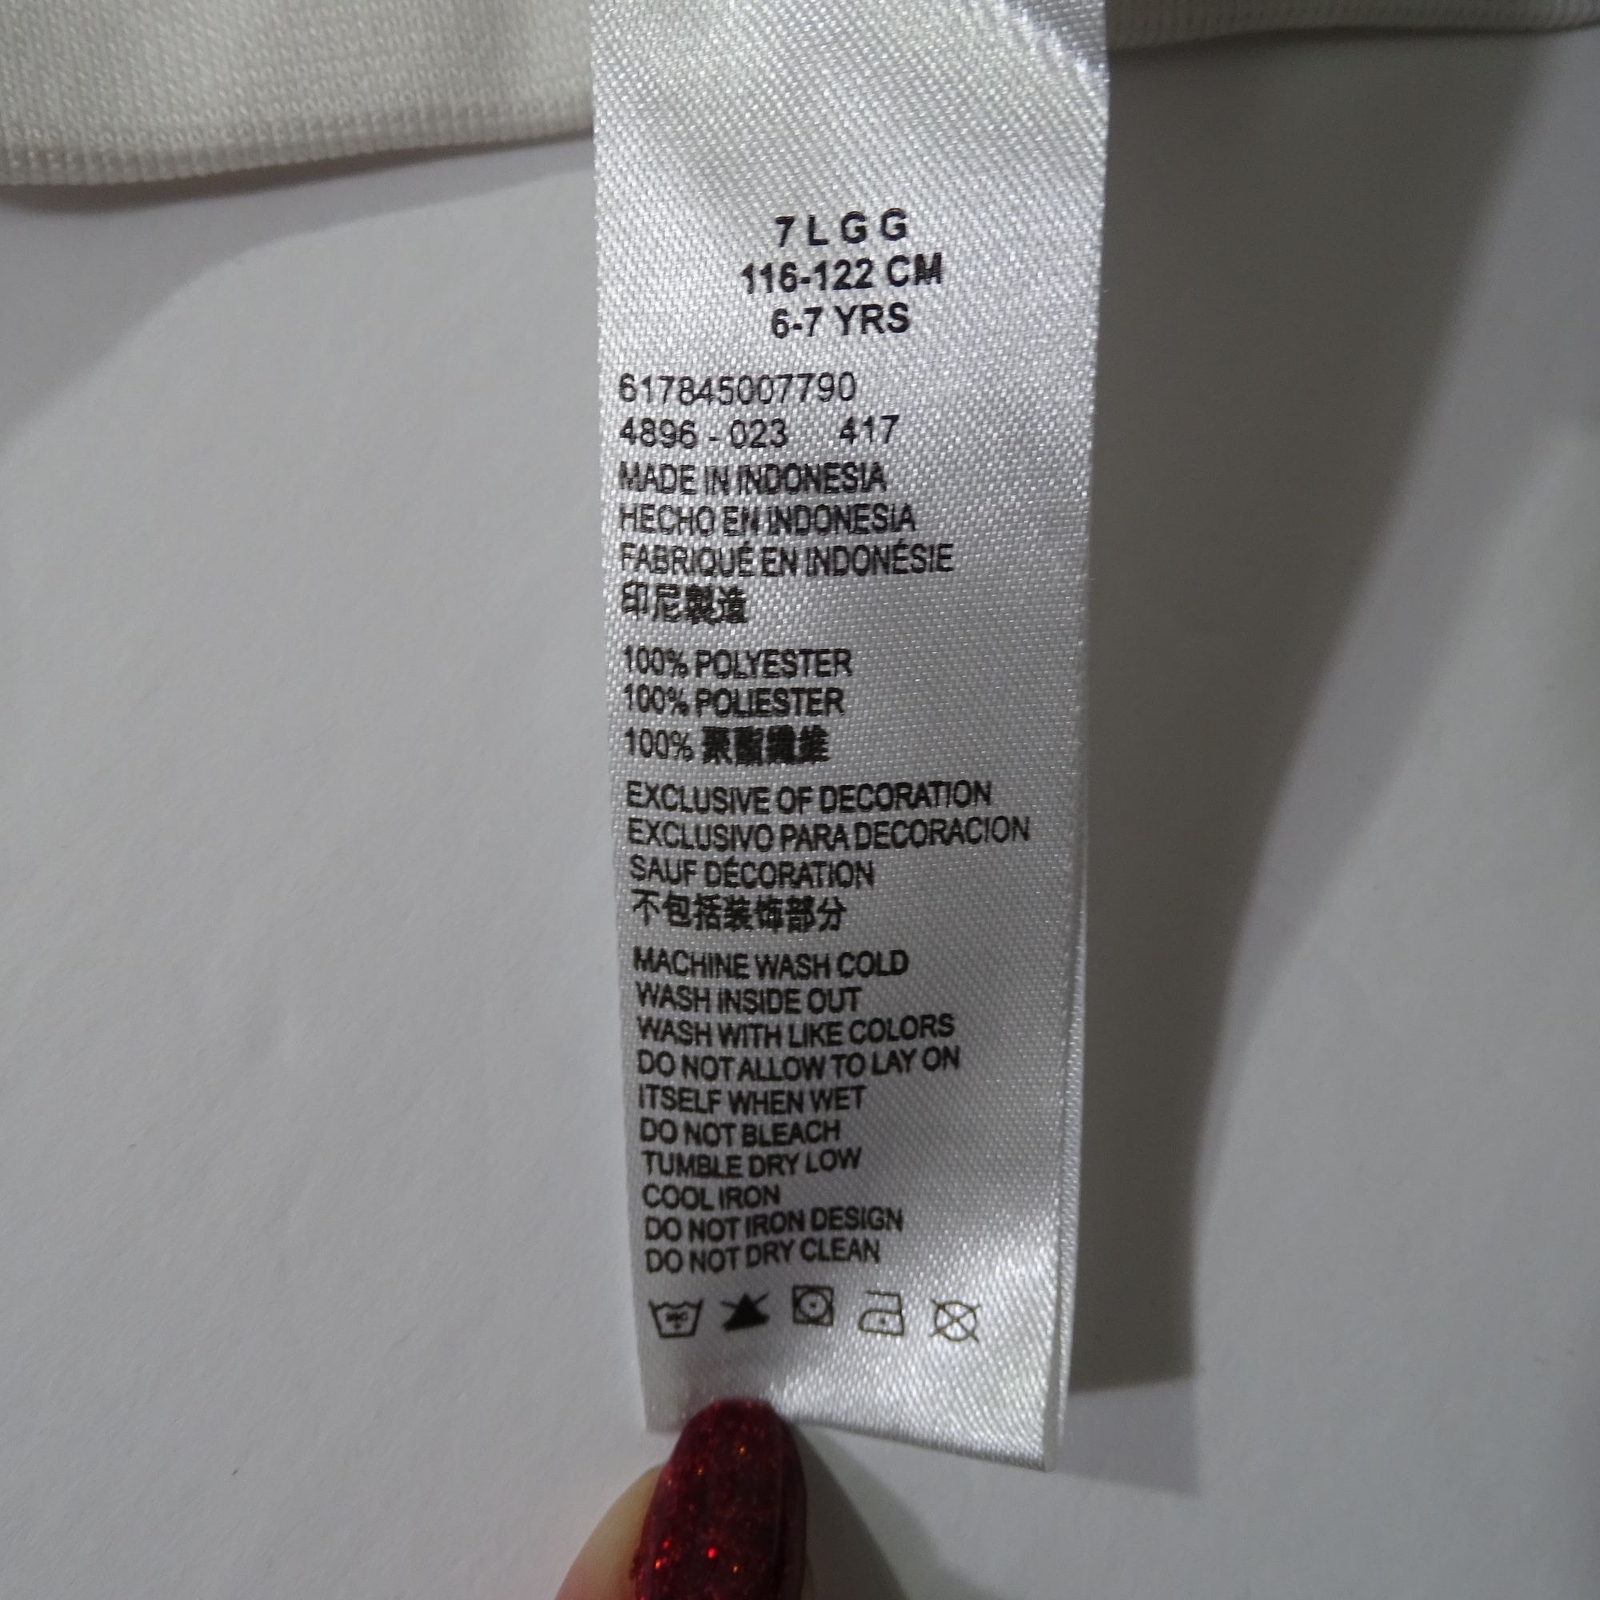 7 L G G
116-122 CM
6-7 YRS
617845007790
4896 - 023 417
MADE IN INDONESIA
HECHO EN INDONESIA
FABRIQUÉ EN INDONÉSIE
印尼製造
100% POLYESTER
100% POLIESTER
100% 聚酯纖維
EXCLUSIVE OF DECORATION
EXCLUSIVO PARA DECORACION
SAUF DÉCORATION
不包括装饰部分
MACHINE WASH COLD
WASH INSIDE OUT
WASH WITH LIKE COLORS
DO NOT ALLOW TO LAY ON
ITSELF WHEN WET
DO NOT BLEACH
TUMBLE DRY LOW
COOL IRON
DO NOT IRON DESIGN
DO NOT DRY CLEAN